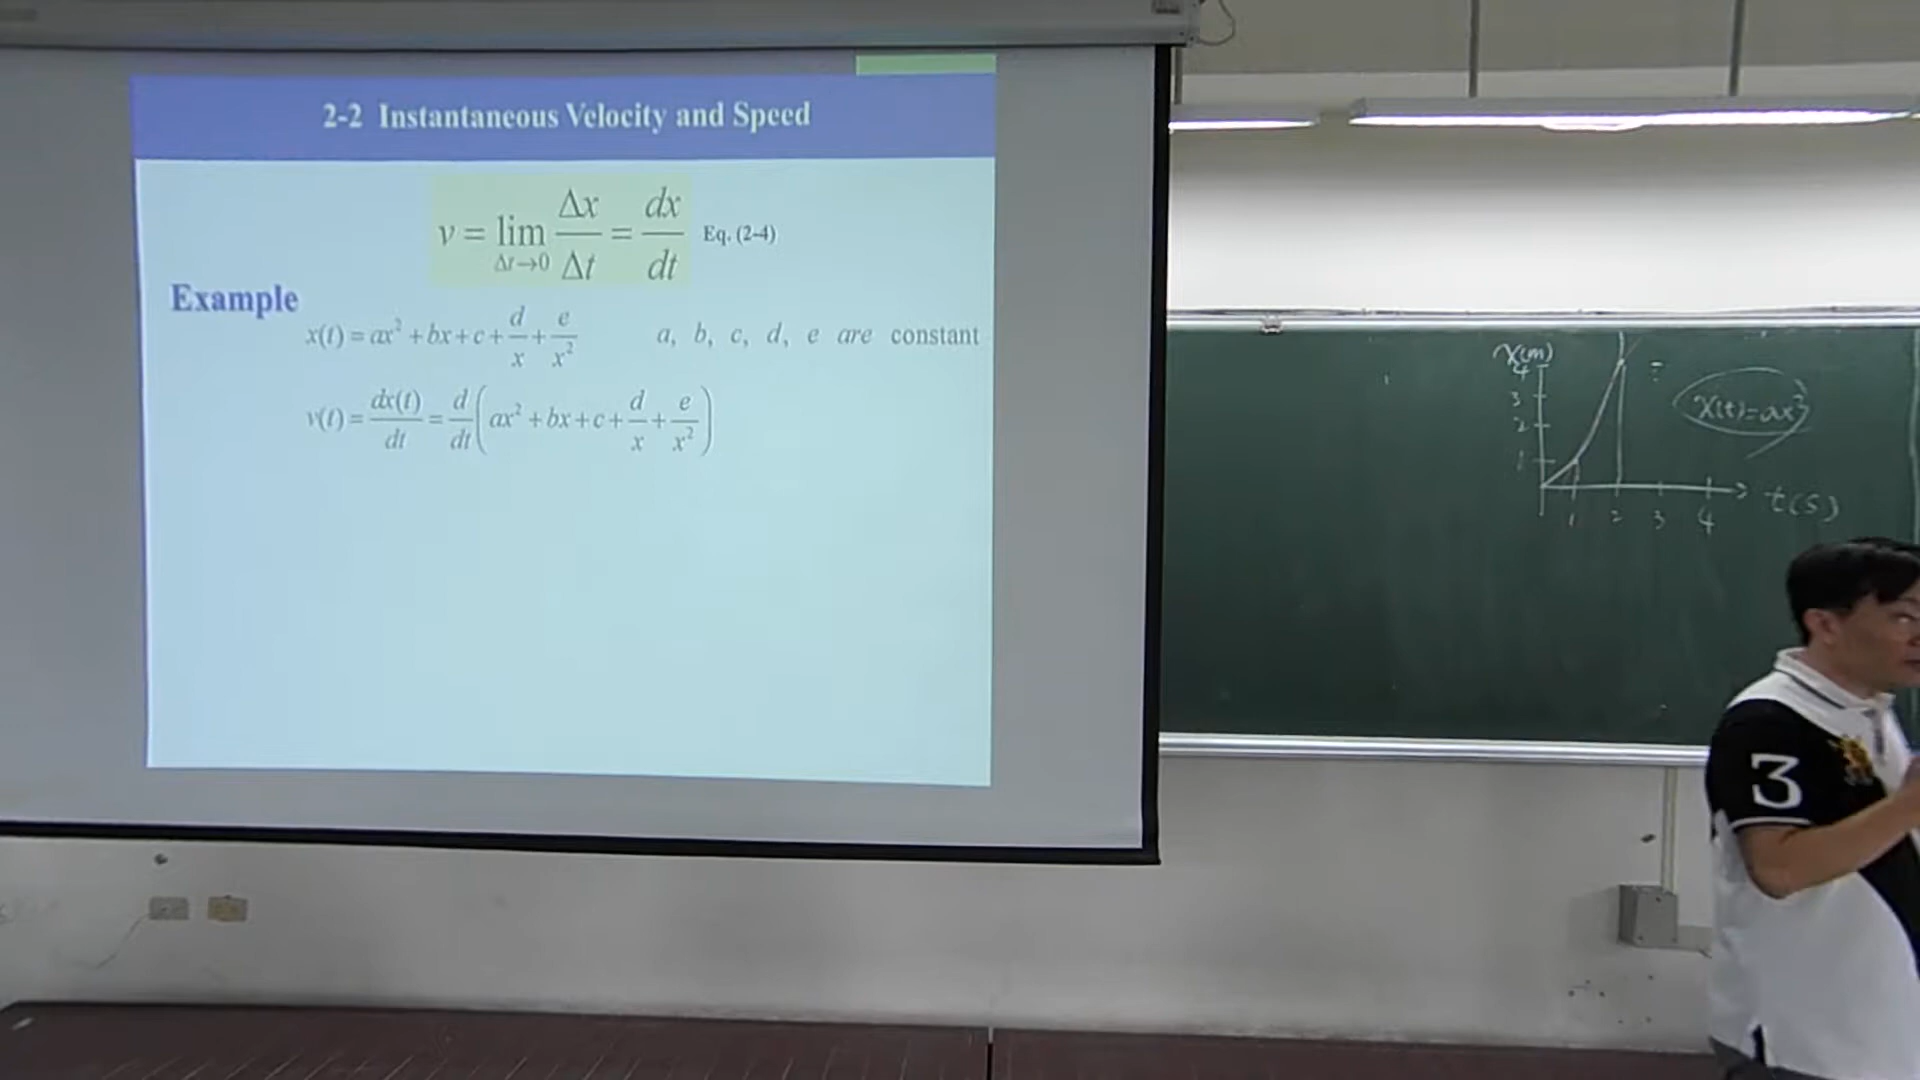 2-2 Instantaneous Velocity and Speed
v = lim Δt→0 Δx/Δt = dx/dt Eq. (2-4)
Example
x(t) = ax² + bx + c + d/x + e/x² a, b, c, d, e are constant
v(t) = dx(t)/dt = d/dt (ax² + bx + c + d/x + e/x²)
x(m)
4
3
2
1
x(t)=ax²
t(s)
1 2 3 4
3